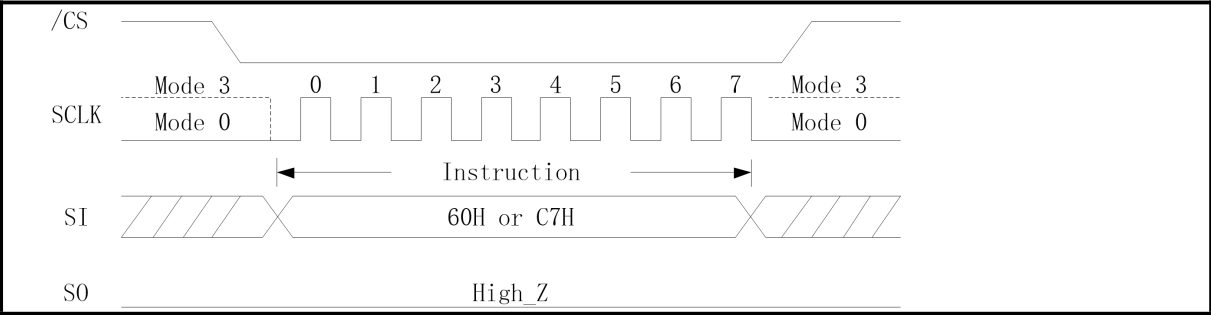 /CS
Mode 3 0 1 2 3 4 5 6 7 Mode 3
SCLK
Mode 0 Mode 0
Instruction
SI 60H or C7H
SO High_Z